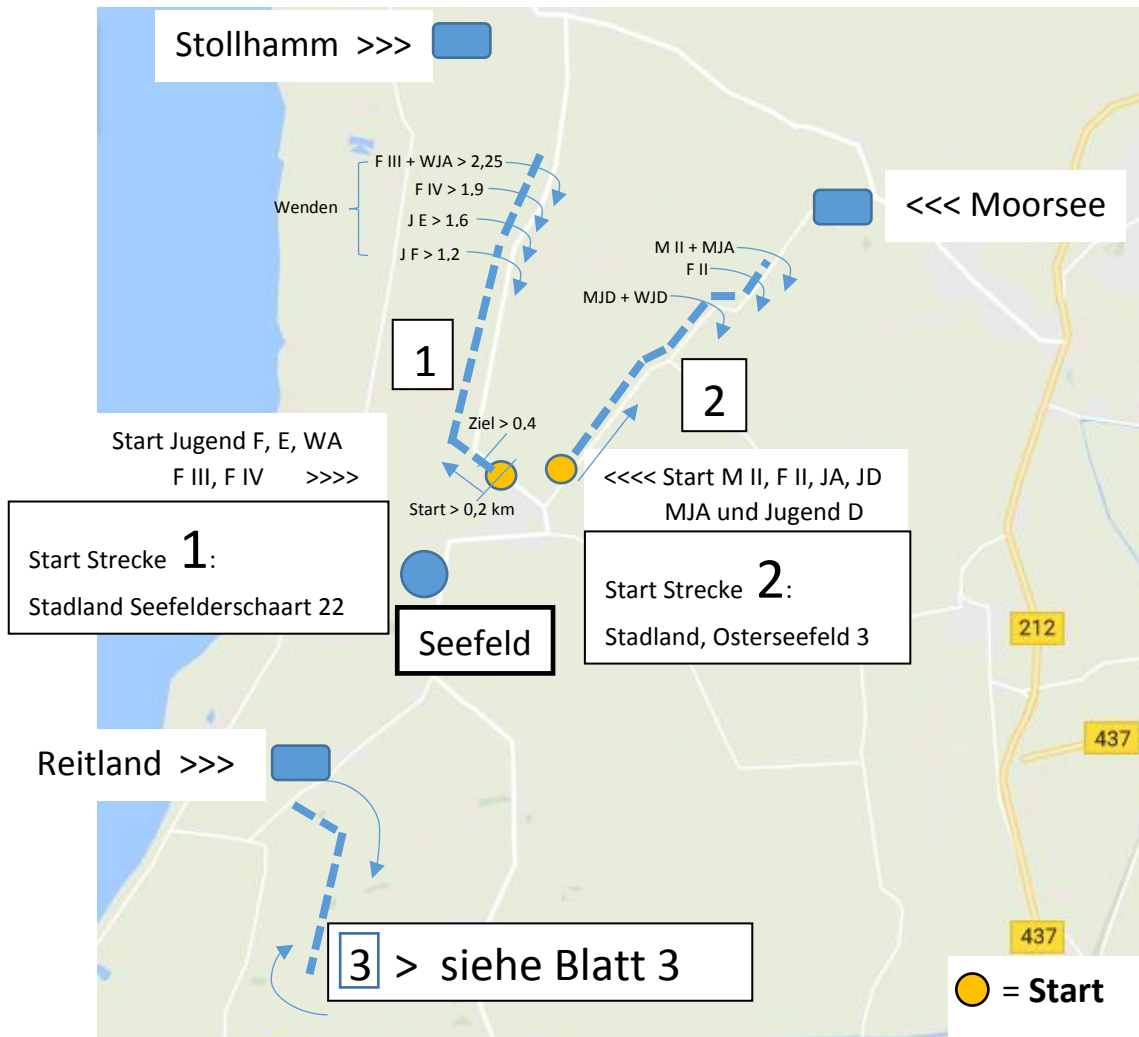 Stollhamm >>>
F III + WJA > 2,25
F IV > 1,9
Wenden
J E > 1,6
J F > 1,2
<<< Moorsee
M II + MJA
F II
MJD + WJD
1
2
Ziel > 0,4
Start > 0,2 km
Start Jugend F, E, WA
F III, F IV >>>>
<<<< Start M II, F II, JA, JD
MJA und Jugend D
Start Strecke 1:
Stadland Seefelderschaart 22
Start Strecke 2:
Stadland, Osterseefeld 3
Seefeld
212
437
Reitland >>>
3 > siehe Blatt 3
437
= Start